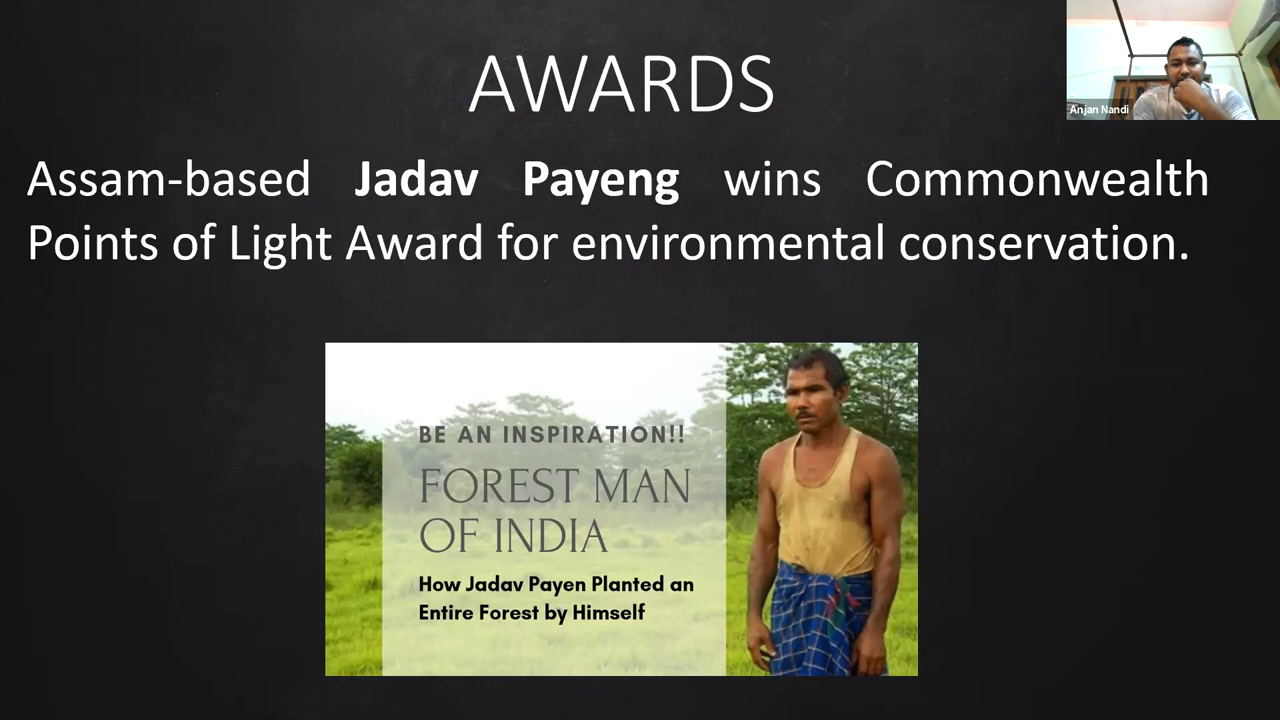 AWARDS
Anjan Nandi
Assam-based Jadav Payeng wins Commonwealth
Points of Light Award for environmental conservation.
BE AN INSPIRATION!!
FOREST MAN
OF INDIA
How Jadav Payen Planted an
Entire Forest by Himself